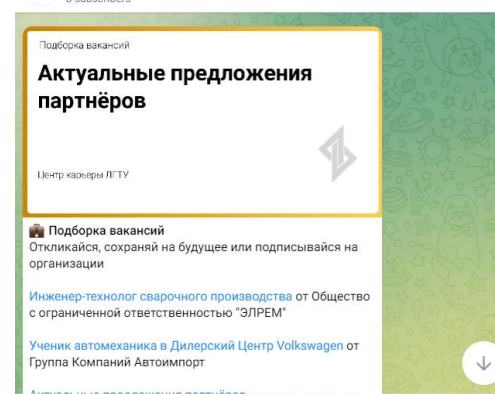 Подборка вакансий
Актуальные предложения
партнёров
Центр карьеры ЛГТУ
Подборка вакансий
Откликайся, сохраняй на будущее или подписывайся на
организации
Инженер-технолог сварочного производства от Общество
с ограниченной ответственностью "ЭЛРЕМ"
Ученик автомеханика в Дилерский Центр Volkswagen от
Группа Компаний Автоимпорт